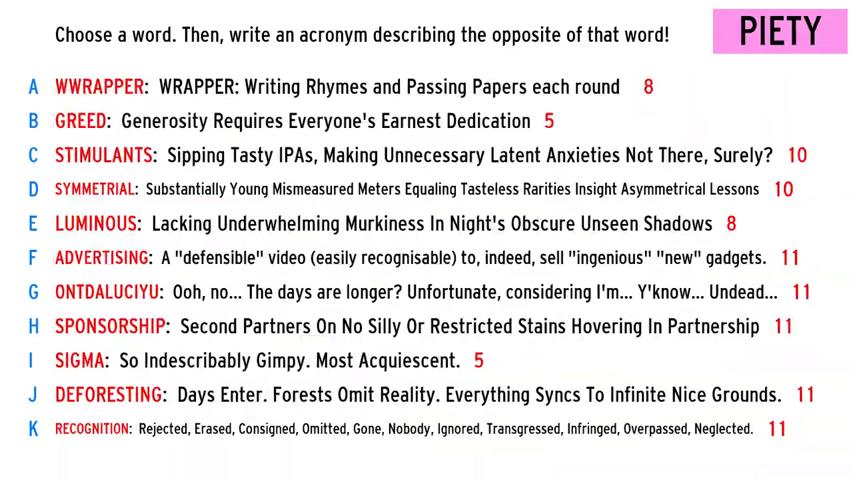 Choose a word. Then, write an acronym describing the opposite of that word!
PIETY
A WWRAPPER: WRAPPER: Writing Rhymes and Passing Papers each round 8
B GREED: Generosity Requires Everyone's Earnest Dedication 5
C STIMULANTS: Sipping Tasty IPAs, Making Unnecessary Latent Anxieties Not There, Surely? 10
D SYMMETRIAL: Substantially Young Mismeasured Meters Equaling Tasteless Rarities Insight Asymmetrical Lessons 10
E LUMINOUS: Lacking Underwhelming Murkiness In Night's Obscure Unseen Shadows 8
F ADVERTISING: A "defensible" video (easily recognisable) to, indeed, sell "ingenious" "new" gadgets. 11
G ONTDALUCIYU: Ooh, no... The days are longer? Unfortunate, considering I'm... Y'know... Undead... 11
H SPONSORSHIP: Second Partners On No Silly Or Restricted Stains Hovering In Partnership 11
I SIGMA: So Indescribably Gimpy. Most Acquiescent. 5
J DEFORESTING: Days Enter. Forests Omit Reality. Everything Syncs To Infinite Nice Grounds. 11
K RECOGNITION: Rejected, Erased, Consigned, Omitted, Gone, Nobody, Ignored, Transgressed, Infringed, Overpassed, Neglected. 11